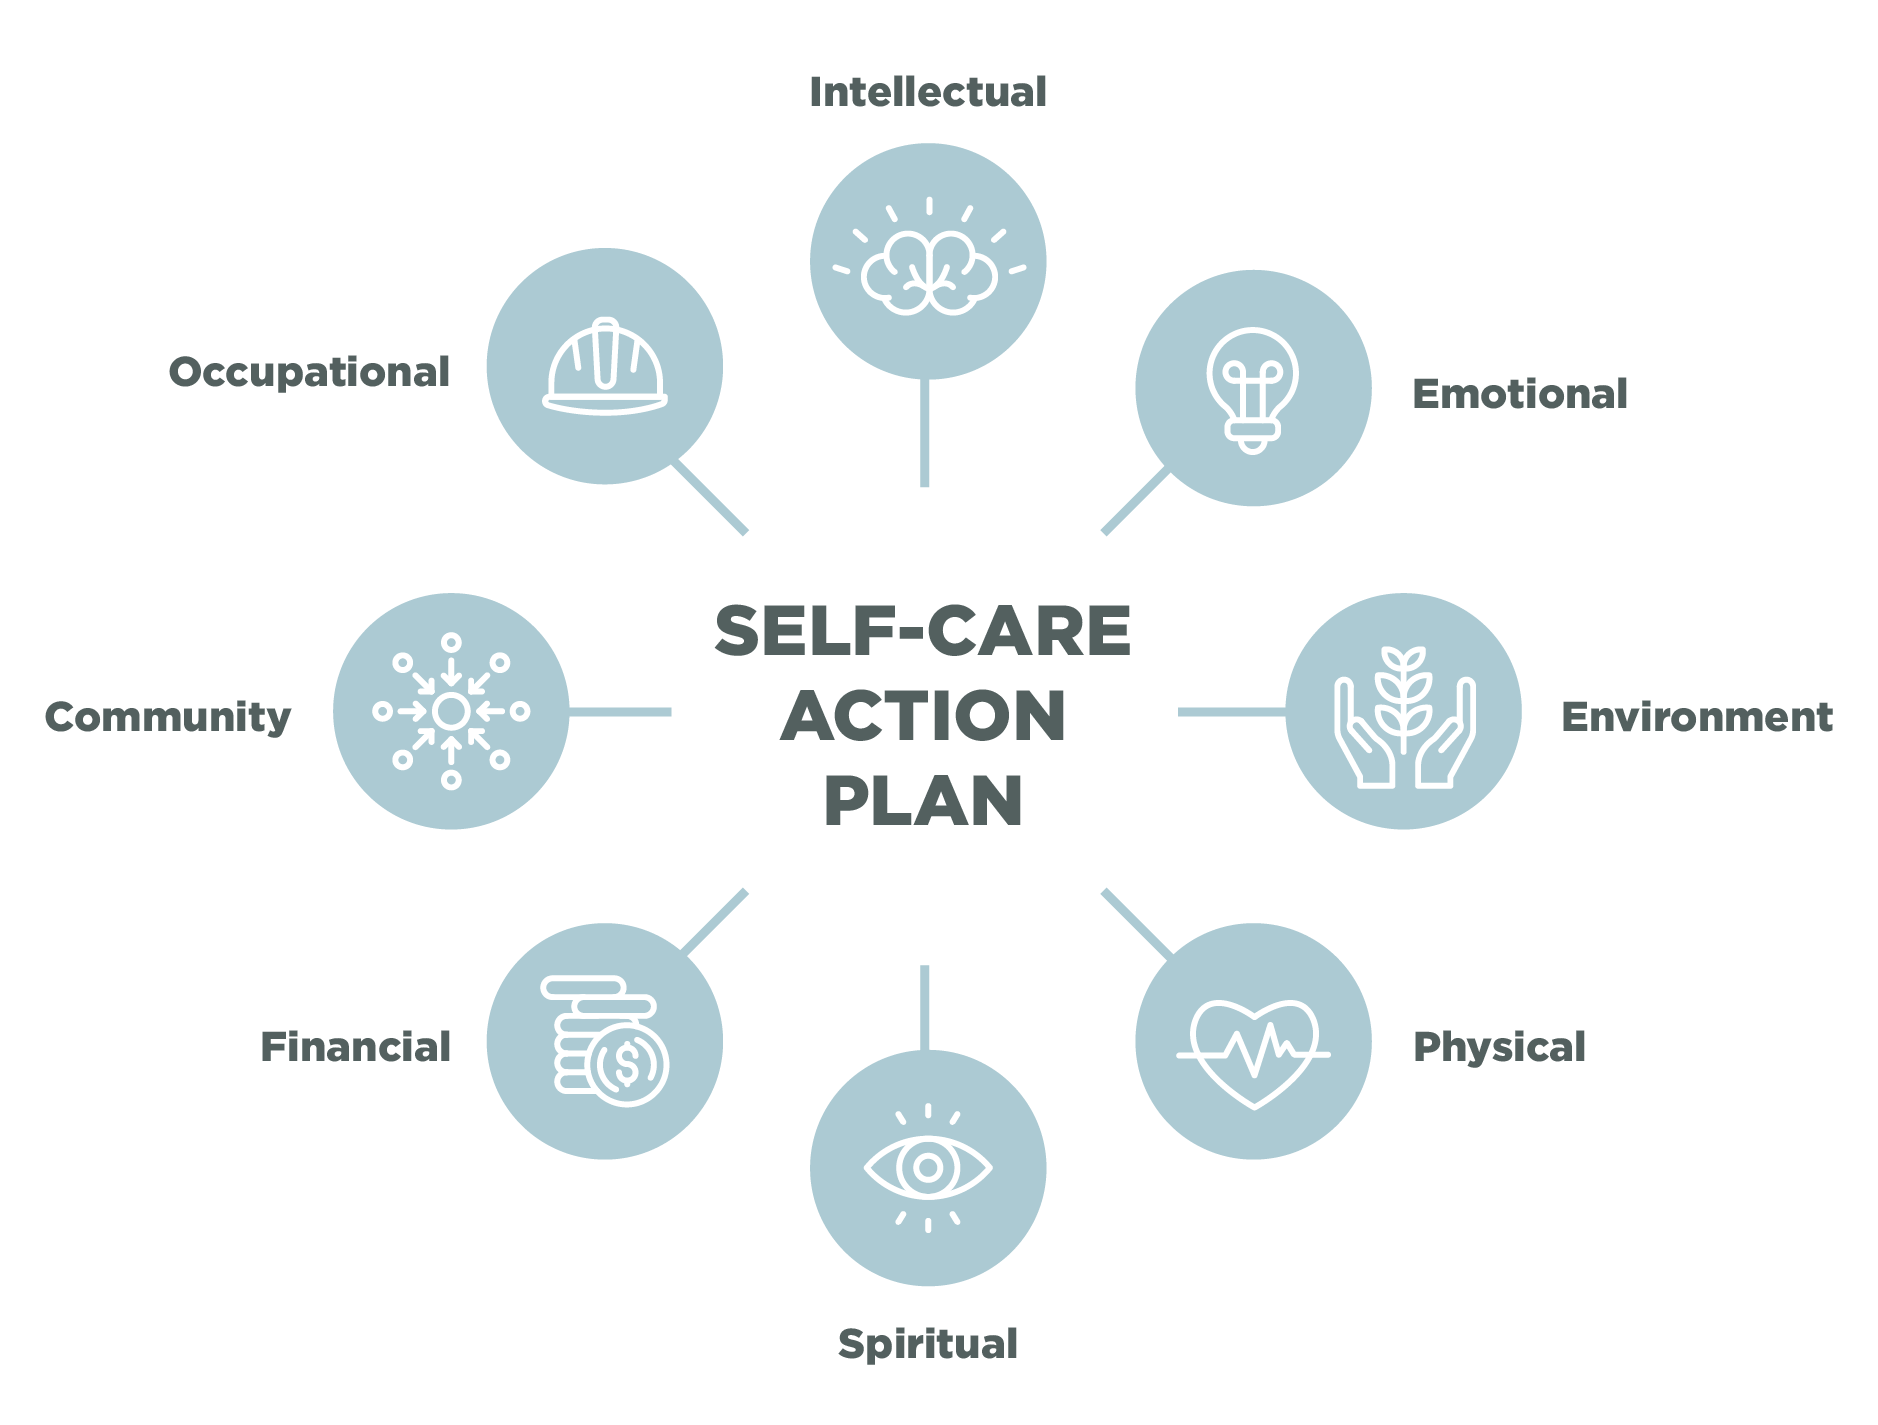 Intellectual
Occupational
Emotional
SELF-CARE
ACTION
PLAN
Community
Environment
Financial
$
Physical
Spiritual